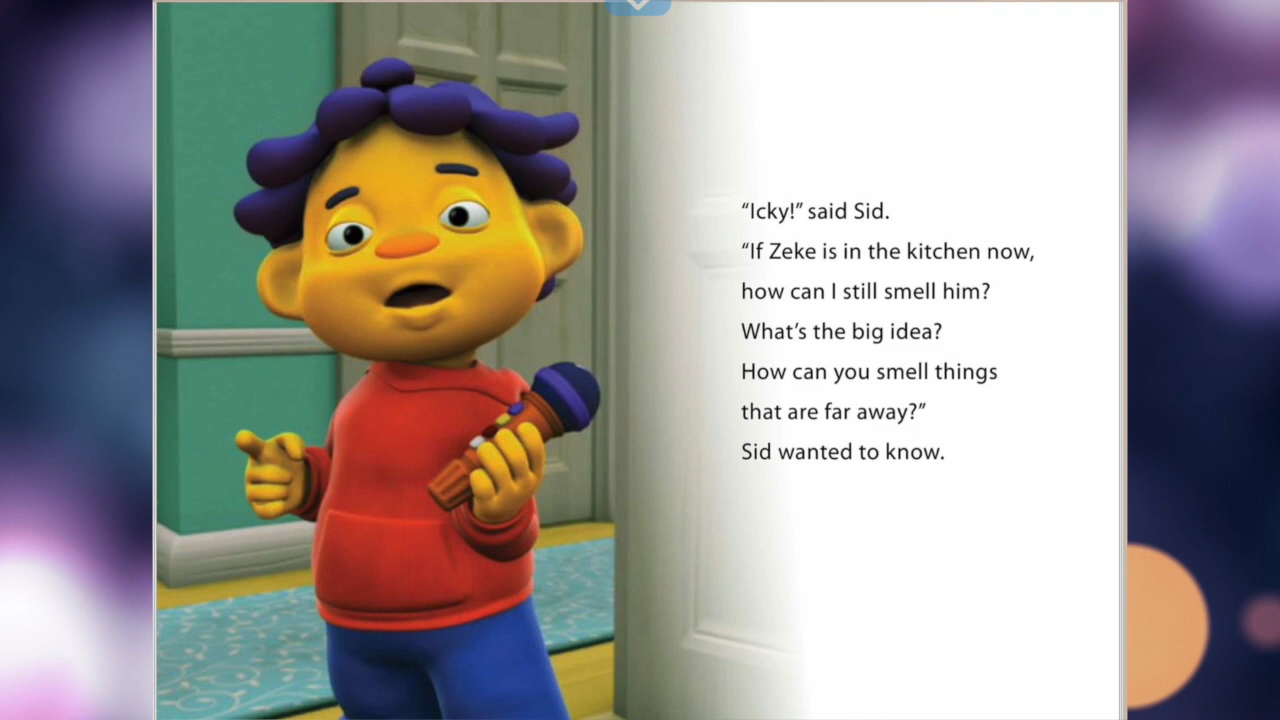 “Icky!” said Sid.
“If Zeke is in the kitchen now,
how can I still smell him?
What’s the big idea?
How can you smell things
that are far away?”
Sid wanted to know.